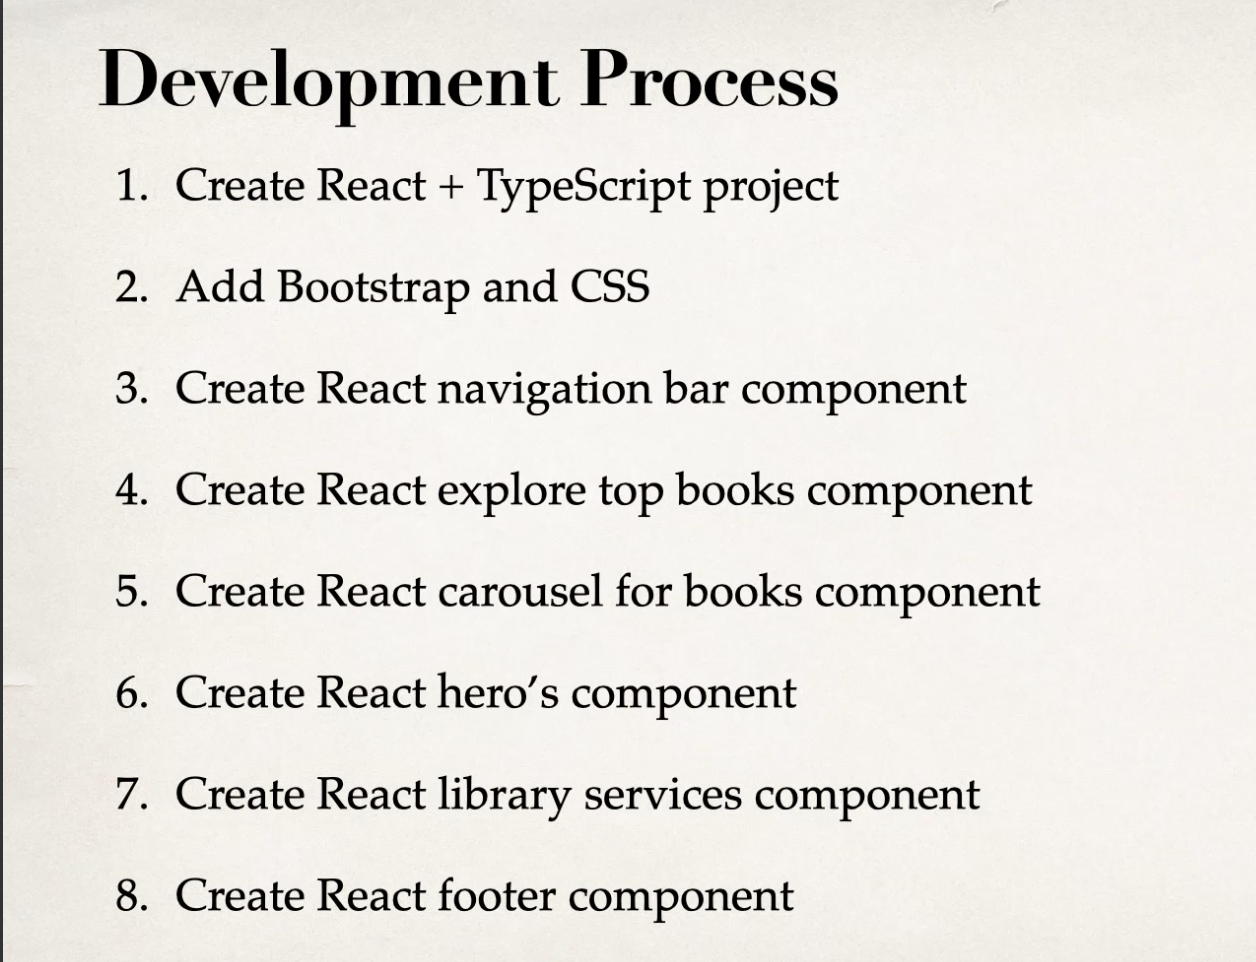 Development Process
1. Create React + TypeScript project
2. Add Bootstrap and CSS
3. Create React navigation bar component
4. Create React explore top books component
5. Create React carousel for books component
6. Create React hero’s component
7. Create React library services component
8. Create React footer component